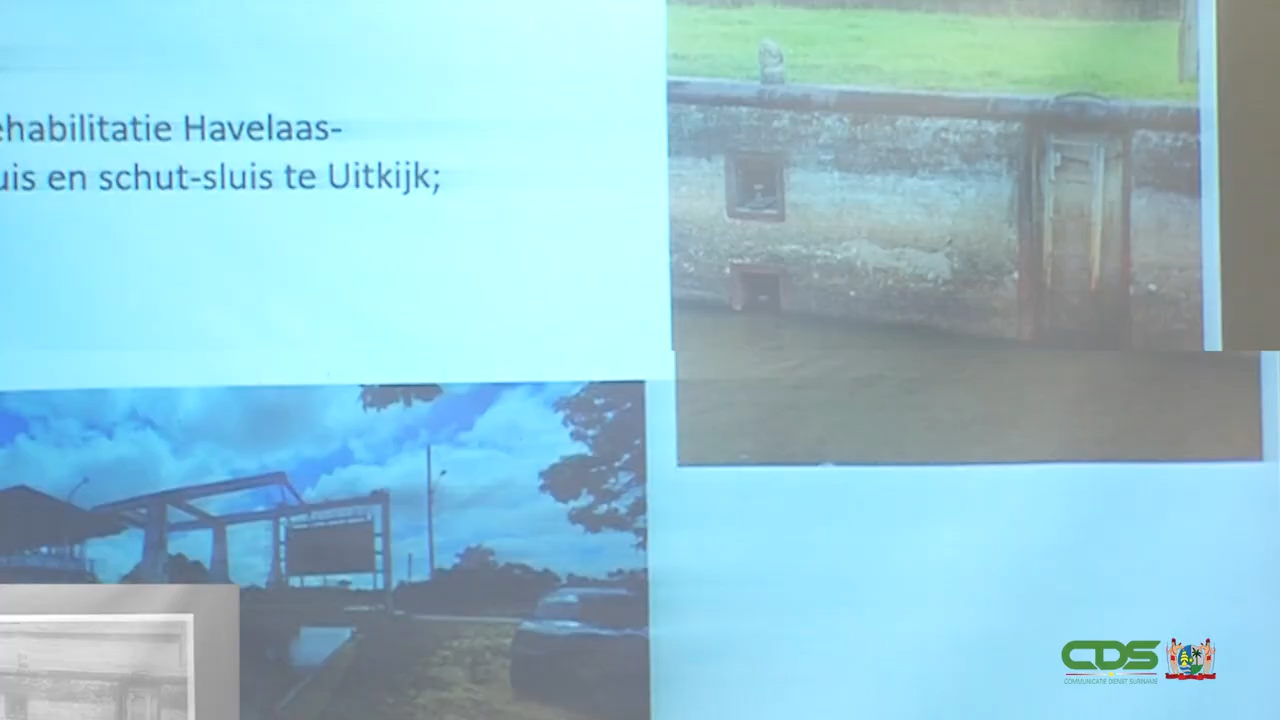 ehabilitatie Havelaas-
uis en schut-sluis te Uitkijk;
CDS
COMMUNICATIE DIENST SURINAME